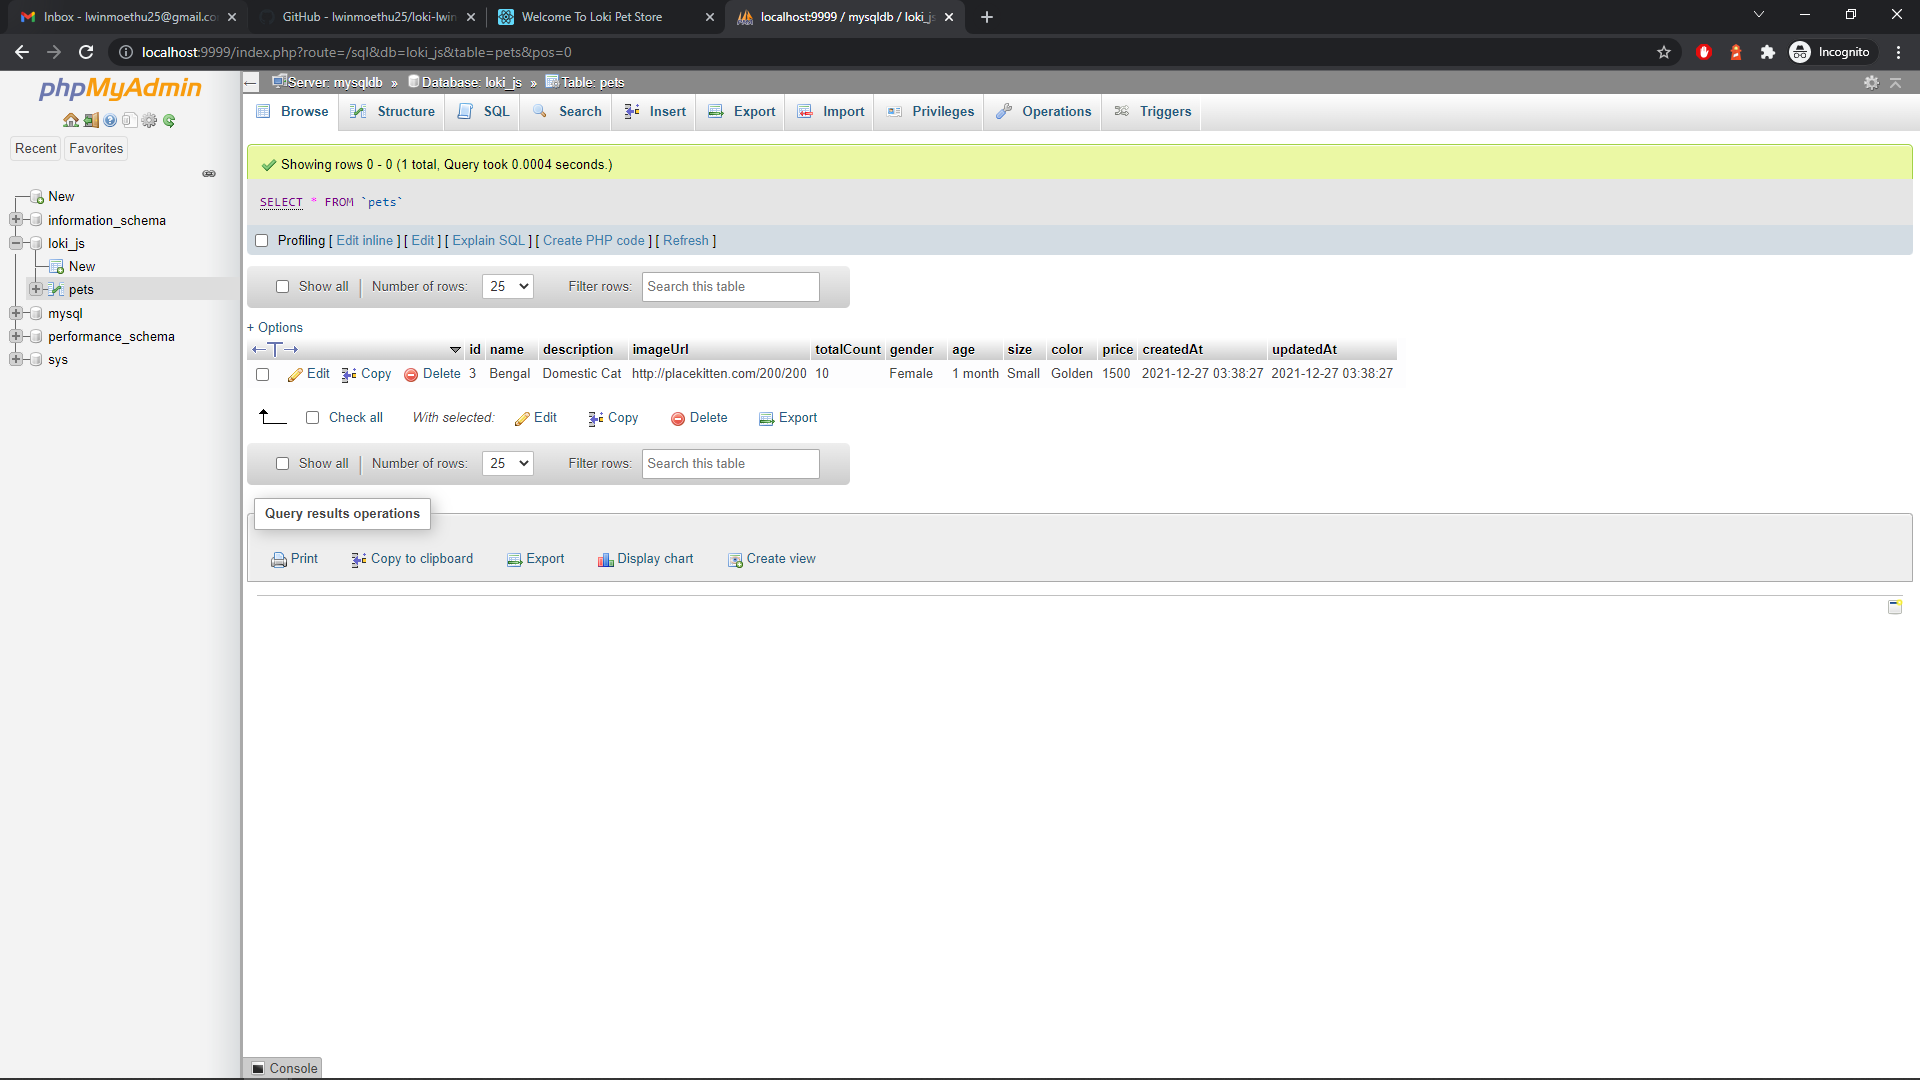 Inbox - lwinmoethu25@gmail.co
GitHub - lwinmoethu25/loki-lwin
Welcome To Loki Pet Store
localhost:9999 / mysqldb / loki_js
localhost:9999/index.php?route=/sql&db=loki_js&table=pets&pos=0
Incognito
phpMyAdmin
Recent
Favorites
New
information_schema
loki_js
New
pets
mysql
performance_schema
sys
Server: mysqldb » Database: loki_js » Table: pets
Browse Structure SQL Search Insert Export Import Privileges Operations Triggers
Showing rows 0 - 0 (1 total, Query took 0.0004 seconds.)
SELECT * FROM `pets`
Profiling [ Edit inline ] [ Edit ] [ Explain SQL ] [ Create PHP code ] [ Refresh ]
Show all Number of rows: 25 Filter rows: Search this table
+ Options
←T→ id name description imageUrl totalCount gender age size color price createdAt updatedAt
Edit Copy Delete 3 Bengal Domestic Cat http://placekitten.com/200/200 10 Female 1 month Small Golden 1500 2021-12-27 03:38:27 2021-12-27 03:38:27
Check all With selected: Edit Copy Delete Export
Show all Number of rows: 25 Filter rows: Search this table
Query results operations
Print Copy to clipboard Export Display chart Create view
Console